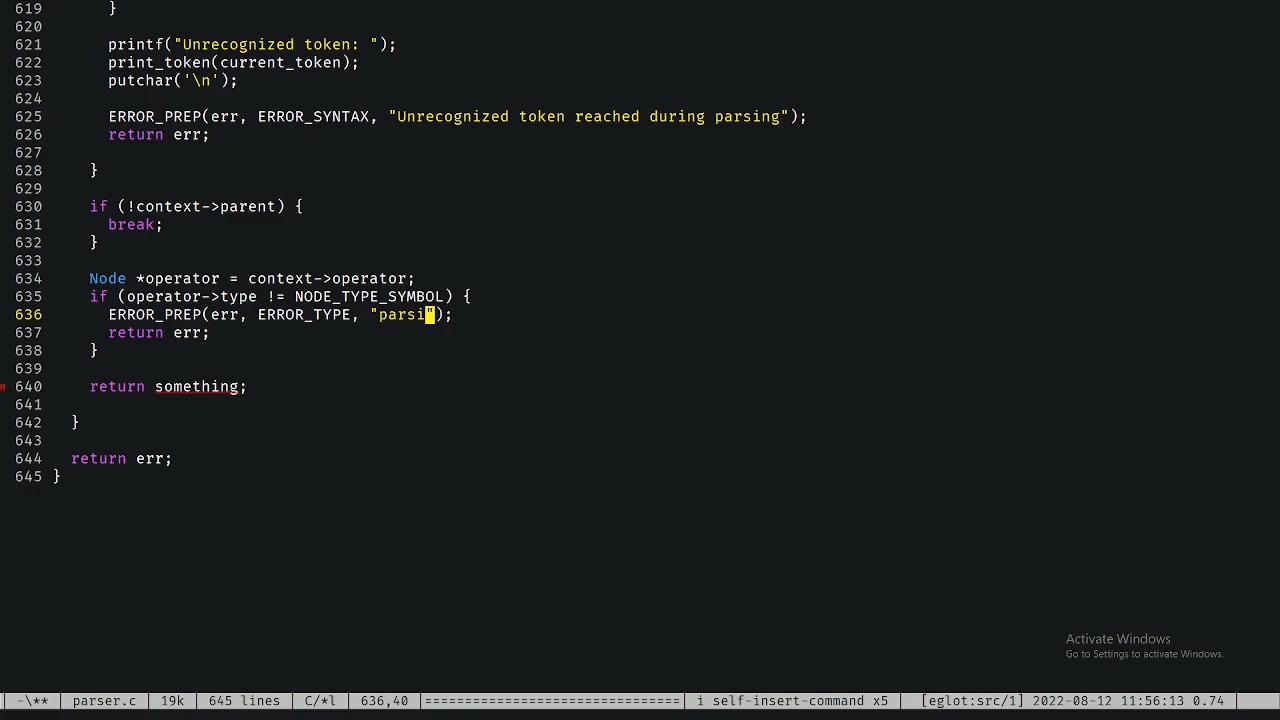 619       }
620
621       printf("Unrecognized token: ");
622       print_token(current_token);
623       putchar('\n');
624
625       ERROR_PREP(err, ERROR_SYNTAX, "Unrecognized token reached during parsing");
626       return err;
627
628     }
629
630     if (!context->parent) {
631       break;
632     }
633
634     Node *operator = context->operator;
635     if (operator->type != NODE_TYPE_SYMBOL) {
636       ERROR_PREP(err, ERROR_TYPE, "parsi");
637       return err;
638     }
639
640     return something;
641
642   }
643
644   return err;
645 }
Activate Windows
Go to Settings to activate Windows.
-\** parser.c 19k 645 lines C/*l 636,40 =============================== i self-insert-command x5 [eglot:src/1] 2022-08-12 11:56:13 0.74